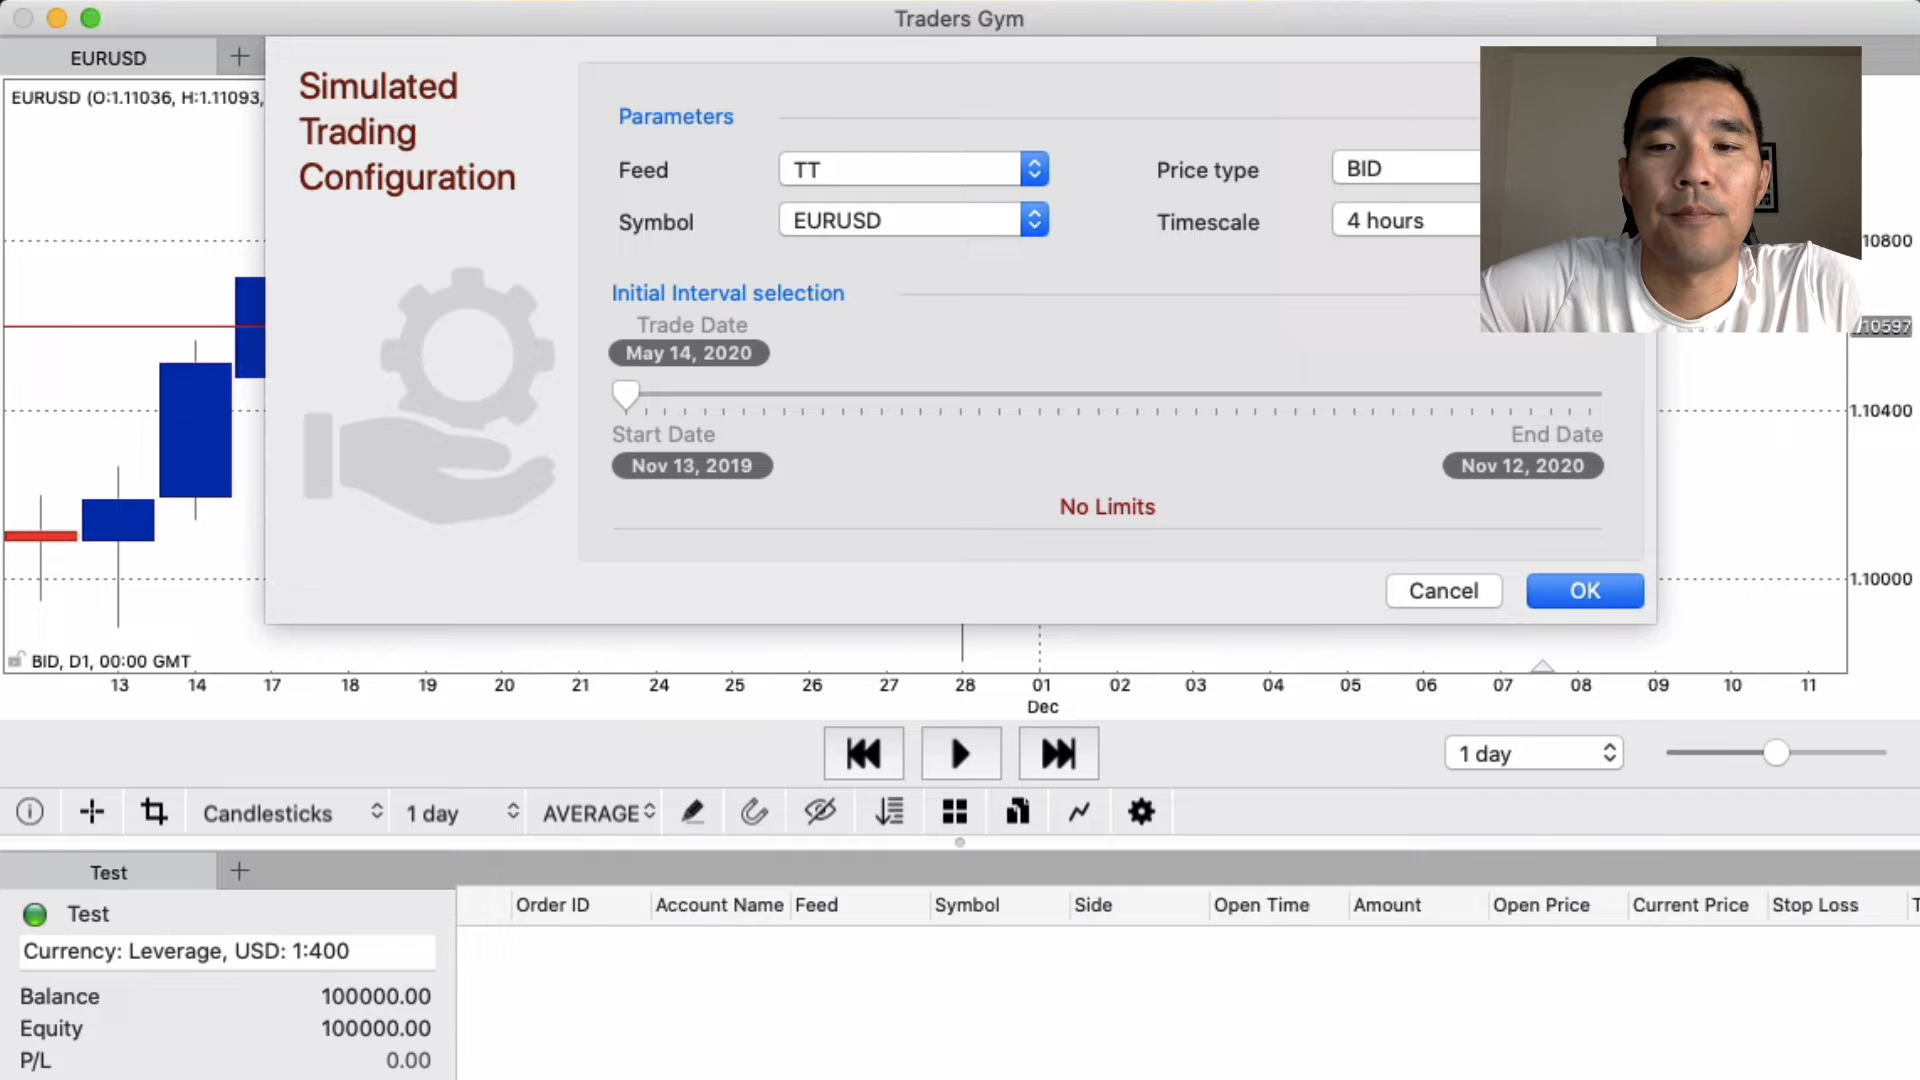 Traders Gym
EURUSD
EURUSD (O:1.11036, H:1.11093,
Simulated
Trading
Configuration
Parameters
Feed TT Price type BID
Symbol EURUSD Timescale 4 hours
Initial Interval selection
Trade Date
May 14, 2020
Start Date End Date
Nov 13, 2019 Nov 12, 2020
No Limits
Cancel OK
10800
10597
1.10400
1.10000
BID, D1, 00:00 GMT
13 14 17 18 19 20 21 24 25 26 27 28 01 02 03 04 05 06 07 08 09 10 11
Dec
1 day
Candlesticks 1 day AVERAGE
Test
Test
Currency: Leverage, USD: 1:400
Balance 100000.00
Equity 100000.00
P/L 0.00
Order ID Account Name Feed Symbol Side Open Time Amount Open Price Current Price Stop Loss T